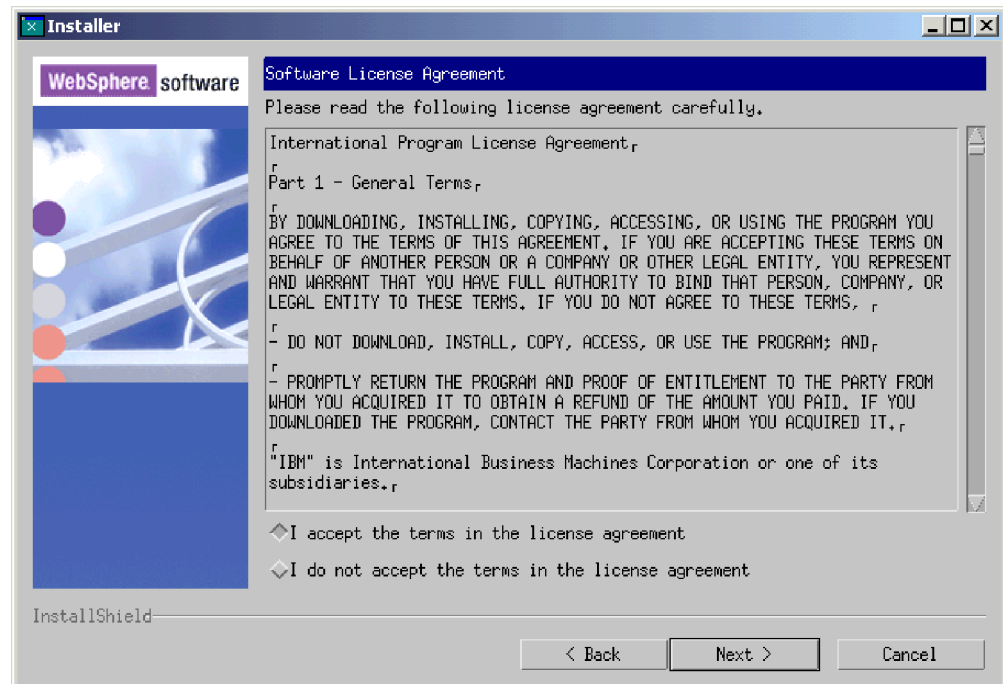 Installer
WebSphere software
Software License Agreement
Please read the following license agreement carefully.
International Program License Agreement
Part 1 - General Terms
BY DOWNLOADING, INSTALLING, COPYING, ACCESSING, OR USING THE PROGRAM YOU
AGREE TO THE TERMS OF THIS AGREEMENT. IF YOU ARE ACCEPTING THESE TERMS ON
BEHALF OF ANOTHER PERSON OR A COMPANY OR OTHER LEGAL ENTITY, YOU REPRESENT
AND WARRANT THAT YOU HAVE FULL AUTHORITY TO BIND THAT PERSON, COMPANY, OR
LEGAL ENTITY TO THESE TERMS. IF YOU DO NOT AGREE TO THESE TERMS,
- DO NOT DOWNLOAD, INSTALL, COPY, ACCESS, OR USE THE PROGRAM; AND
- PROMPTLY RETURN THE PROGRAM AND PROOF OF ENTITLEMENT TO THE PARTY FROM
WHOM YOU ACQUIRED IT TO OBTAIN A REFUND OF THE AMOUNT YOU PAID. IF YOU
DOWNLOADED THE PROGRAM, CONTACT THE PARTY FROM WHOM YOU ACQUIRED IT.
"IBM" is International Business Machines Corporation or one of its
subsidiaries.
I accept the terms in the license agreement
I do not accept the terms in the license agreement
InstallShield
< Back
Next >
Cancel